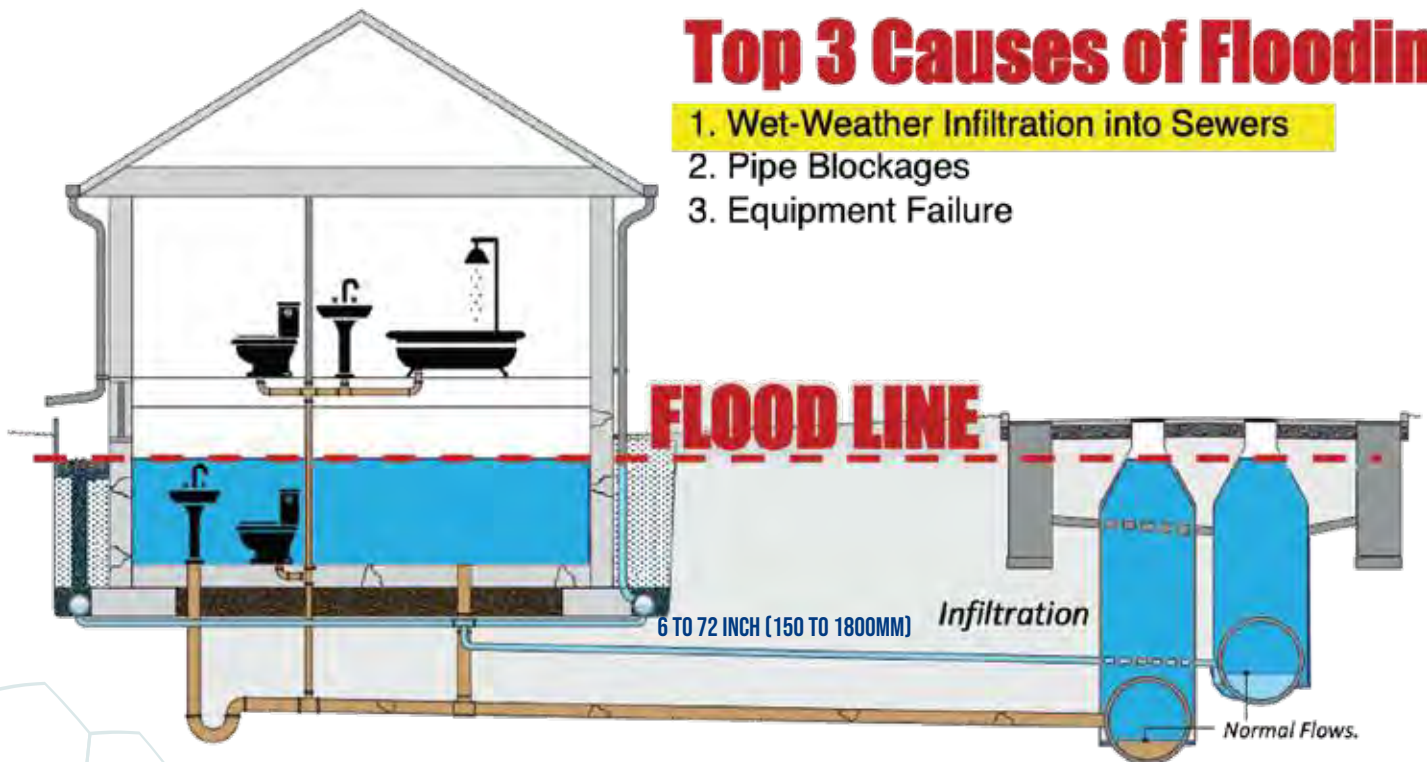 Top 3 Causes of Floodin
1. Wet-Weather Infiltration into Sewers
2. Pipe Blockages
3. Equipment Failure
FLOOD LINE
6 TO 72 INCH (150 TO 1800MM)
Infiltration
Normal Flows.